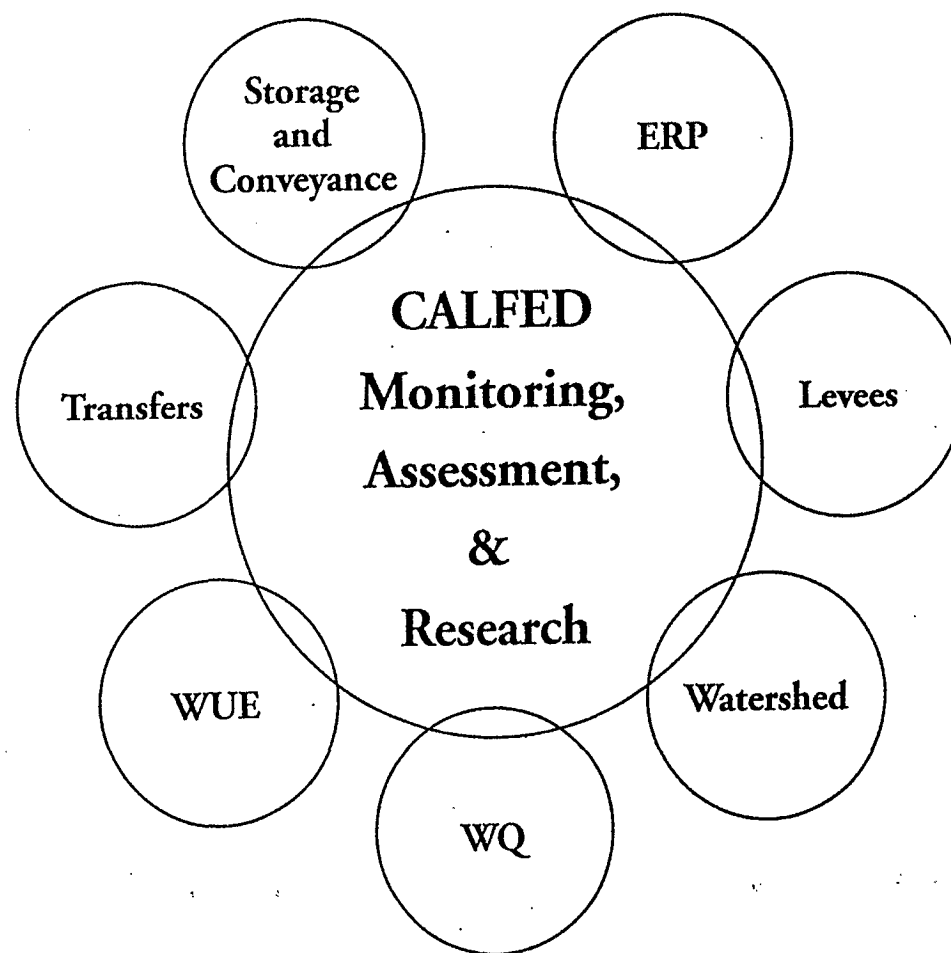 Storage
and
Conveyance
ERP
CALFED
Monitoring,
Assessment,
&
Research
Transfers
Levees
WUE
Watershed
WQ